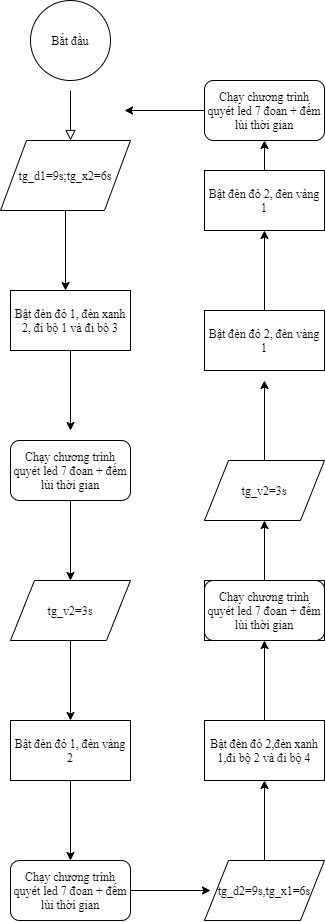 Bắt đầu
tg_d1=9s;tg_x2=6s
Bật đèn đỏ 1, đèn xanh
2, đi bộ 1 và đi bộ 3
Chạy chương trình
quyét led 7 đoan + đếm
lùi thời gian
tg_v2=3s
Bật đèn đỏ 1, đèn vàng
2
Chạy chương trình
quyét led 7 đoan + đếm
lùi thời gian
tg_d2=9s,tg_x1=6s
Bật đèn đỏ 2,đèn xanh
1,đi bộ 2 và đi bộ 4
Chạy chương trình
quyét led 7 đoan + đếm
lùi thời gian
tg_v2=3s
Bật đèn đỏ 2, đèn vàng
1
Bật đèn đỏ 2, đèn vàng
1
Chạy chương trình
quyét led 7 đoan + đếm
lùi thời gian